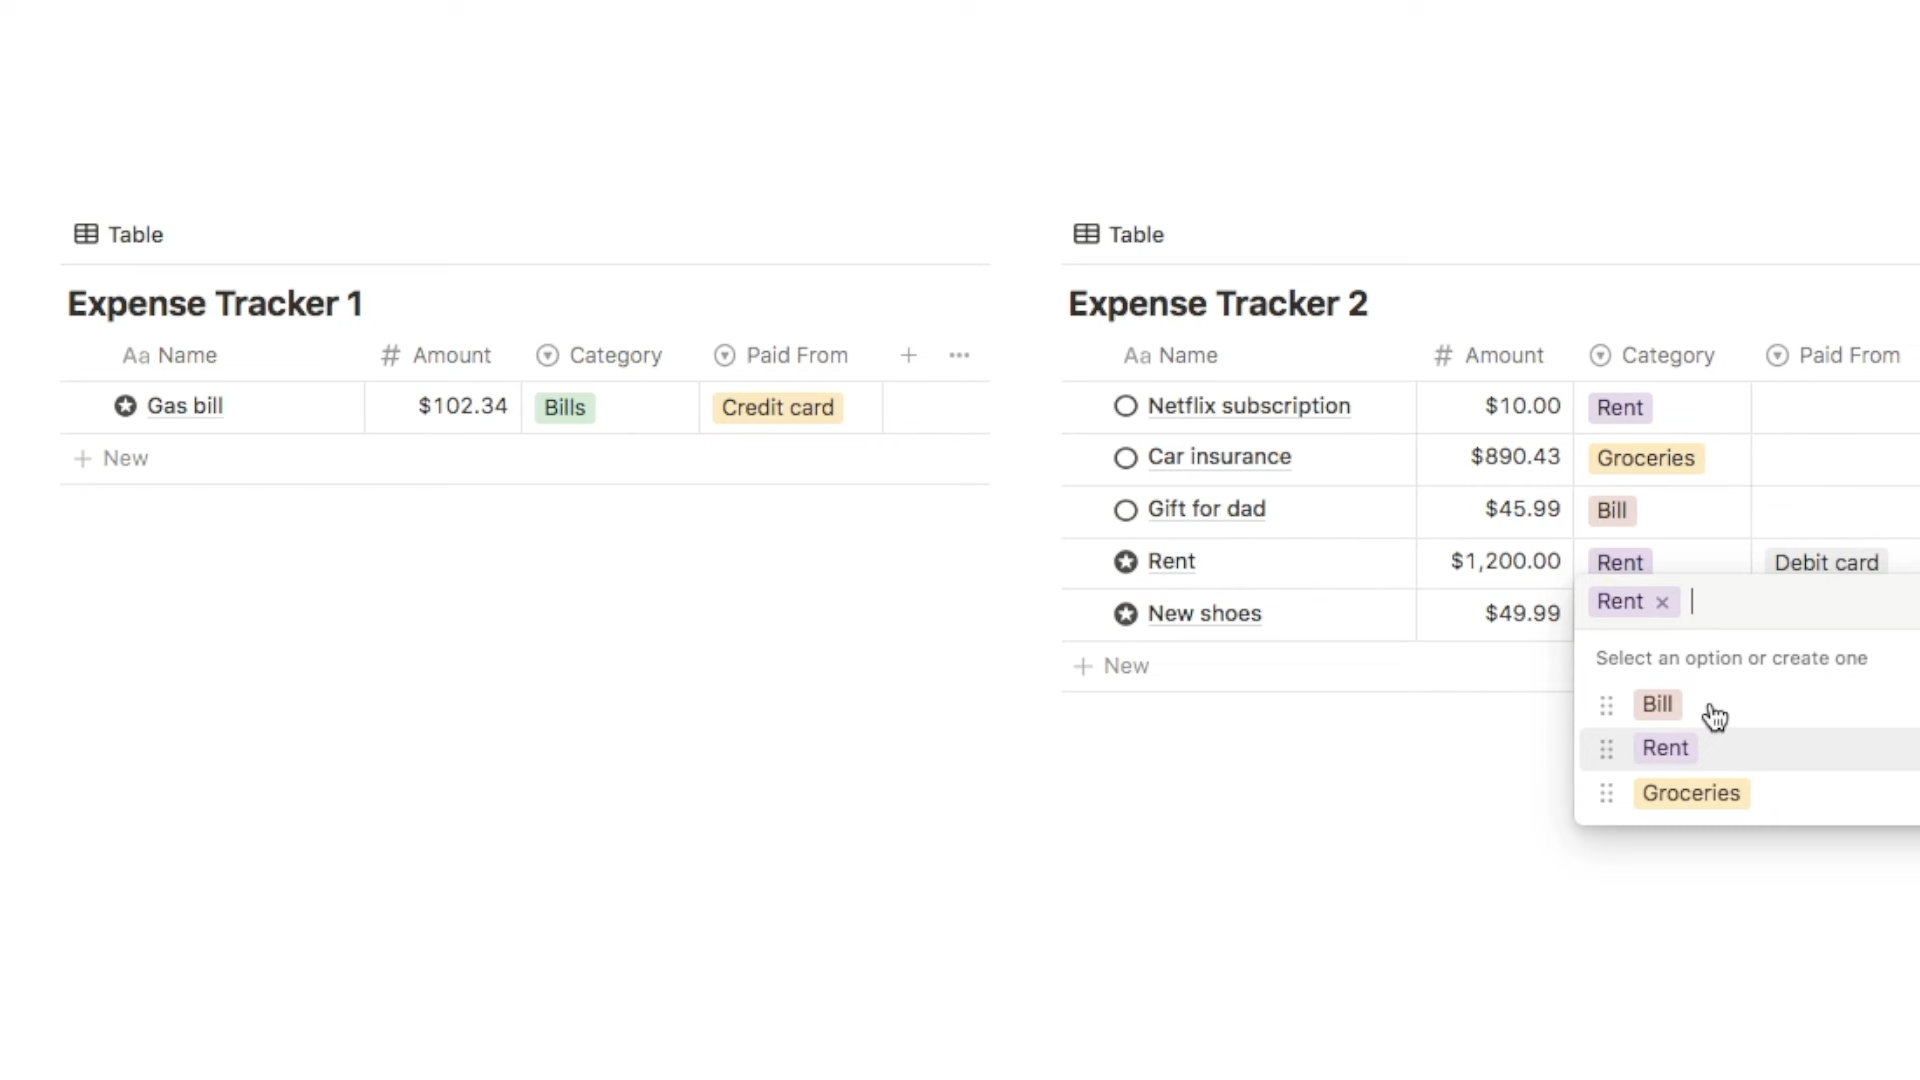 Table
Expense Tracker 1
Aa Name # Amount Category Paid From + •••
Gas bill $102.34 Bills Credit card
+ New
Table
Expense Tracker 2
Aa Name # Amount Category Paid From
Netflix subscription $10.00 Rent
Car insurance $890.43 Groceries
Gift for dad $45.99 Bill
Rent $1,200.00 Rent Debit card
New shoes $49.99
+ New
Rent ×
Select an option or create one
Bill
Rent
Groceries